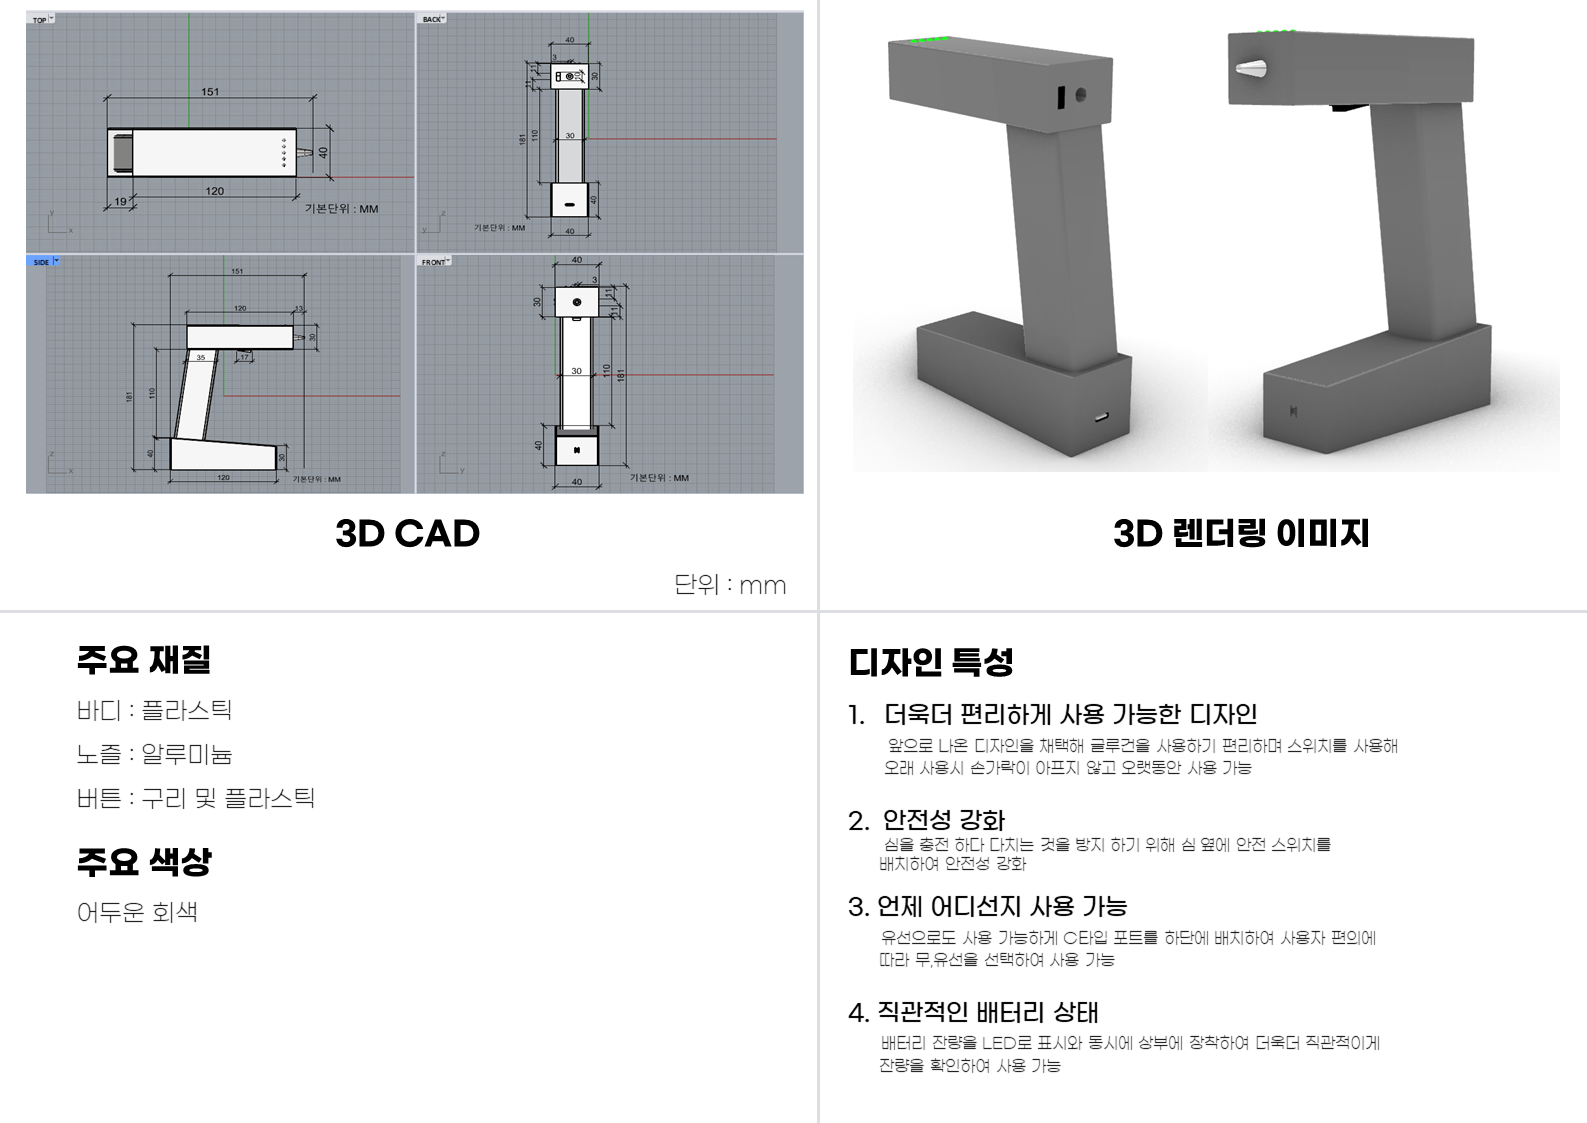 TOP
151
40
120
19
기본단위 : MM
BACK
40
3
11
11
30
181
110
30
40
기본단위 : MM
40
SIDE
151
120
13
30
35
17
181
110
40
30
120
기본단위 : MM
FRONT
40
3
30
11
11
30
110
181
40
기본단위 : MM
40
3D CAD
단위 : mm
3D 렌더링 이미지
주요 재질
바디 : 플라스틱
노즐 : 알루미늄
버튼 : 구리 및 플라스틱
주요 색상
어두운 회색
디자인 특성
1. 더욱더 편리하게 사용 가능한 디자인
앞으로 나온 디자인을 채택해 글루건을 사용하기 편리하며 스위치를 사용해
오래 사용시 손가락이 아프지 않고 오랫동안 사용 가능
2. 안전성 강화
심을 충전 하다 다치는 것을 방지 하기 위해 심 옆에 안전 스위치를
배치하여 안전성 강화
3. 언제 어디선지 사용 가능
유선으로도 사용 가능하게 C타입 포트를 하단에 배치하여 사용자 편의에
따라 무,유선을 선택하여 사용 가능
4. 직관적인 배터리 상태
배터리 잔량을 LED로 표시와 동시에 상부에 장착하여 더욱더 직관적이게
잔량을 확인하여 사용 가능